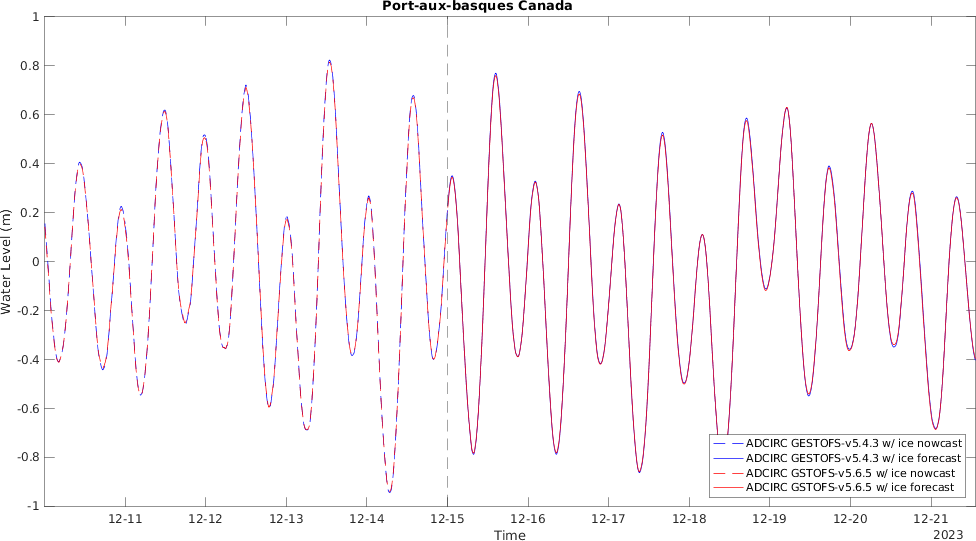 Port-aux-basques Canada
1
0.8
0.6
0.4
0.2
0
-0.2
-0.4
-0.6
-0.8
-1
Water Level (m)
ADCIRC GESTOFS-v5.4.3 w/ ice nowcast
ADCIRC GESTOFS-v5.4.3 w/ ice forecast
ADCIRC GSTOFS-v5.6.5 w/ ice nowcast
ADCIRC GSTOFS-v5.6.5 w/ ice forecast
12-11 12-12 12-13 12-14 12-15 12-16 12-17 12-18 12-19 12-20 12-21
Time
2023